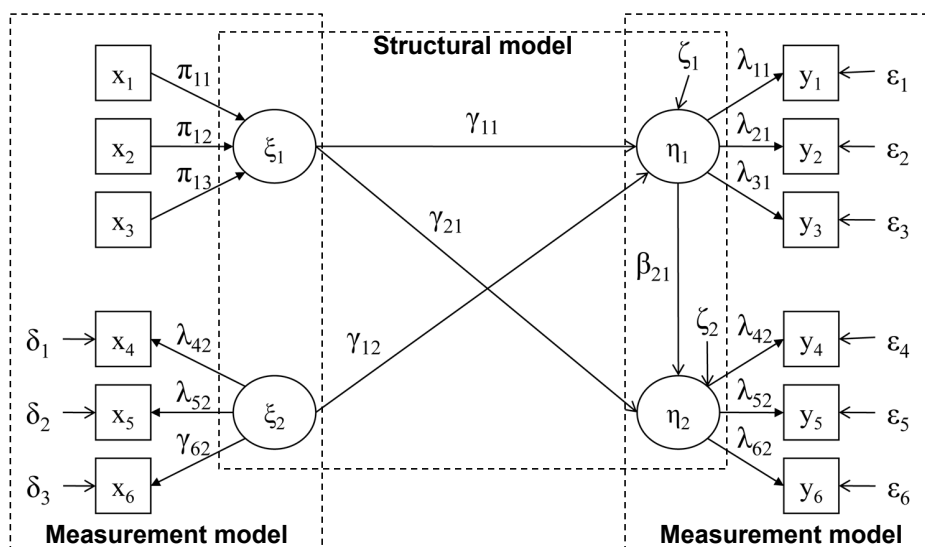 Structural model
x₁
π₁₁
x₂
π₁₂
x₃
π₁₃
ξ₁
γ₁₁
γ₂₁
ζ₁
η₁
λ₁₁
y₁
ε₁
λ₂₁
y₂
ε₂
λ₃₁
y₃
ε₃
β₂₁
δ₁
x₄
λ₄₂
δ₂
x₅
λ₅₂
δ₃
x₆
γ₆₂
ξ₂
γ₁₂
ζ₂
η₂
λ₄₂
y₄
ε₄
λ₅₂
y₅
ε₅
λ₆₂
y₆
ε₆
Measurement model
Measurement model